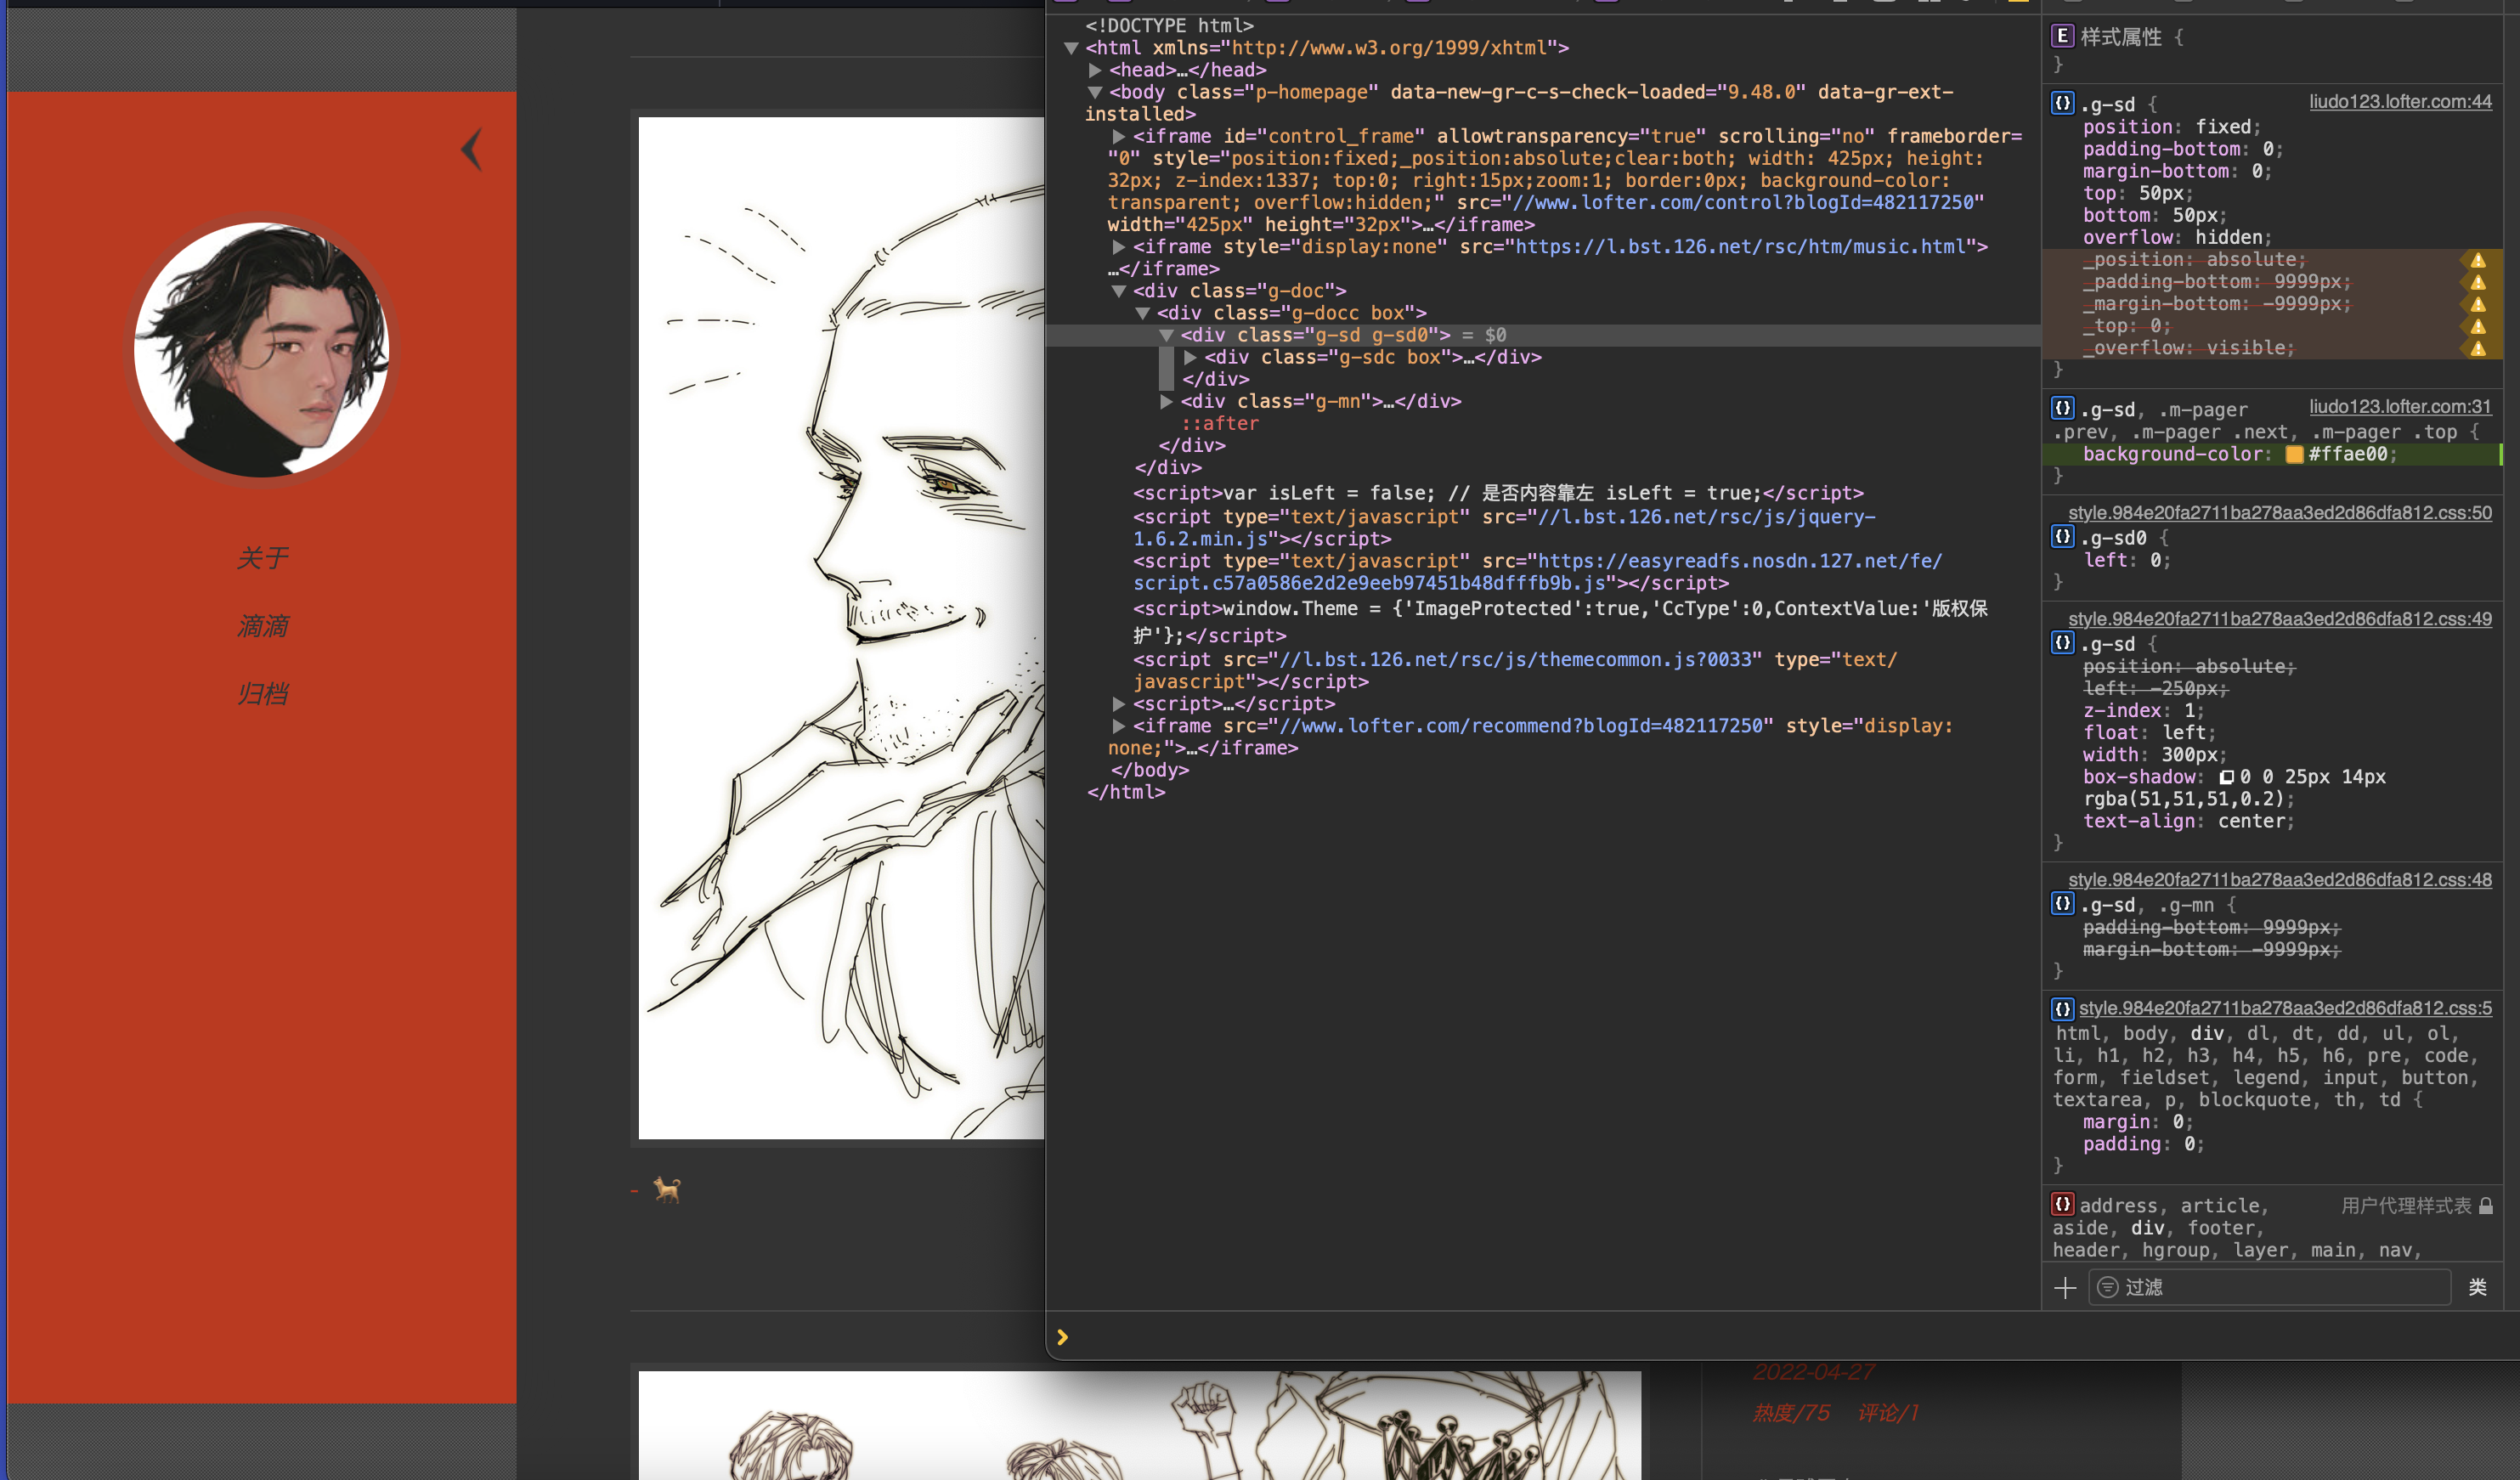 关于
滴滴
归档
-
2022-04-27
热度/75 评论/1
<!DOCTYPE html>
<html xmlns="http://www.w3.org/1999/xhtml">
<head>…</head>
<body class="p-homepage" data-new-gr-c-s-check-loaded="9.48.0" data-gr-ext-
installed>
<iframe id="control_frame" allowtransparency="true" scrolling="no" frameborder=
"0" style="position:fixed;_position:absolute;clear:both; width: 425px; height:
32px; z-index:1337; top:0; right:15px;zoom:1; border:0px; background-color:
transparent; overflow:hidden;" src="//www.lofter.com/control?blogId=482117250"
width="425px" height="32px">…</iframe>
<iframe style="display:none" src="https://l.bst.126.net/rsc/htm/music.html">
…</iframe>
<div class="g-doc">
<div class="g-docc box">
<div class="g-sd g-sd0"> = $0
<div class="g-sdc box">…</div>
</div>
<div class="g-mn">…</div>
::after
</div>
</div>
<script>var isLeft = false; // 是否内容靠左 isLeft = true;</script>
<script type="text/javascript" src="//l.bst.126.net/rsc/js/jquery-
1.6.2.min.js"></script>
<script type="text/javascript" src="https://easyreadfs.nosdn.127.net/fe/
script.c57a0586e2d2e9eeb97451b48dfffb9b.js"></script>
<script>window.Theme = {'ImageProtected':true,'CcType':0,ContextValue:'版权保
护'};</script>
<script src="//l.bst.126.net/rsc/js/themecommon.js?0033" type="text/
javascript"></script>
<script>…</script>
<iframe src="//www.lofter.com/recommend?blogId=482117250" style="display:
none;">…</iframe>
</body>
</html>
E 样式属性 {
}
{} .g-sd { liudo123.lofter.com:44
position: fixed;
padding-bottom: 0;
margin-bottom: 0;
top: 50px;
bottom: 50px;
overflow: hidden;
_position: absolute;
_padding-bottom: 9999px;
_margin-bottom: -9999px;
_top: 0;
_overflow: visible;
}
{} .g-sd, .m-pager liudo123.lofter.com:31
.prev, .m-pager .next, .m-pager .top {
background-color: #ffae00;
}
style.984e20fa2711ba278aa3ed2d86dfa812.css:50
{} .g-sd0 {
left: 0;
}
style.984e20fa2711ba278aa3ed2d86dfa812.css:49
{} .g-sd {
position: absolute;
left: -250px;
z-index: 1;
float: left;
width: 300px;
box-shadow: 0 0 25px 14px
rgba(51,51,51,0.2);
text-align: center;
}
style.984e20fa2711ba278aa3ed2d86dfa812.css:48
{} .g-sd, .g-mn {
padding-bottom: 9999px;
margin-bottom: -9999px;
}
{} style.984e20fa2711ba278aa3ed2d86dfa812.css:5
html, body, div, dl, dt, dd, ul, ol,
li, h1, h2, h3, h4, h5, h6, pre, code,
form, fieldset, legend, input, button,
textarea, p, blockquote, th, td {
margin: 0;
padding: 0;
}
{} address, article, 用户代理样式表
aside, div, footer,
header, hgroup, layer, main, nav,
过滤 类